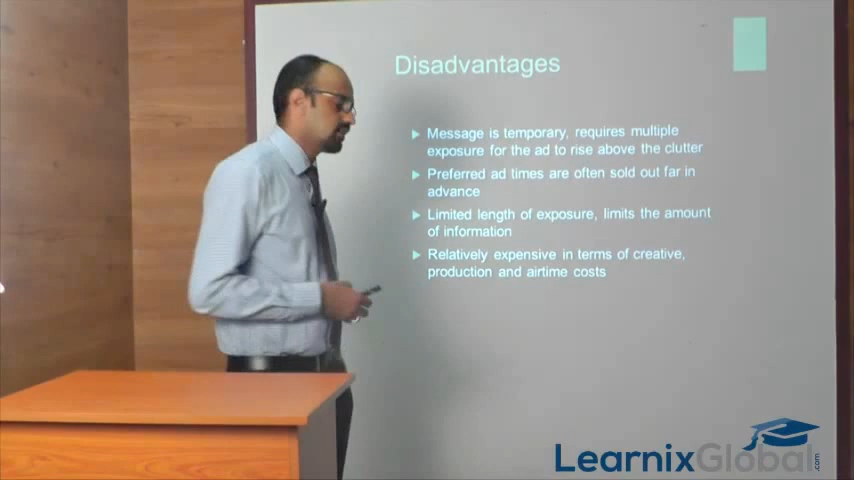 Disadvantages
Message is temporary, requires multiple
exposure for the ad to rise above the clutter
Preferred ad times are often sold out far in
advance
Limited length of exposure, limits the amount
of information
Relatively expensive in terms of creative,
production and airtime costs
LearnixGlobal.com